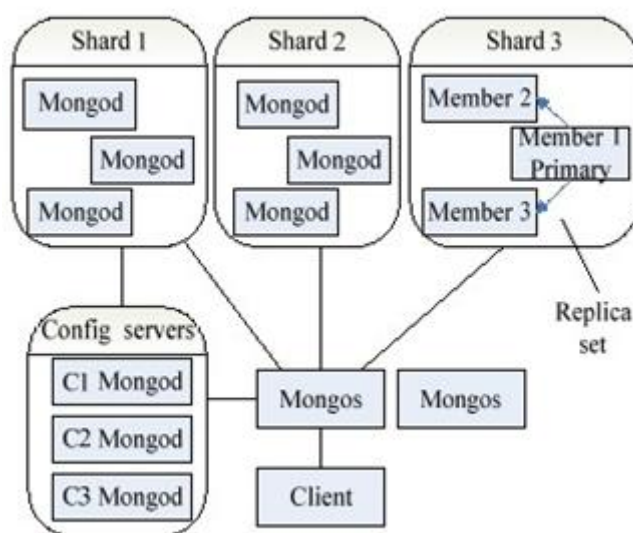 Shard 1
Mongod
Mongod
Mongod
Shard 2
Mongod
Mongod
Mongod
Shard 3
Member 2
Member 1
Primary
Member 3
Replica
set
Config servers
C1 Mongod
C2 Mongod
C3 Mongod
Mongos
Mongos
Client